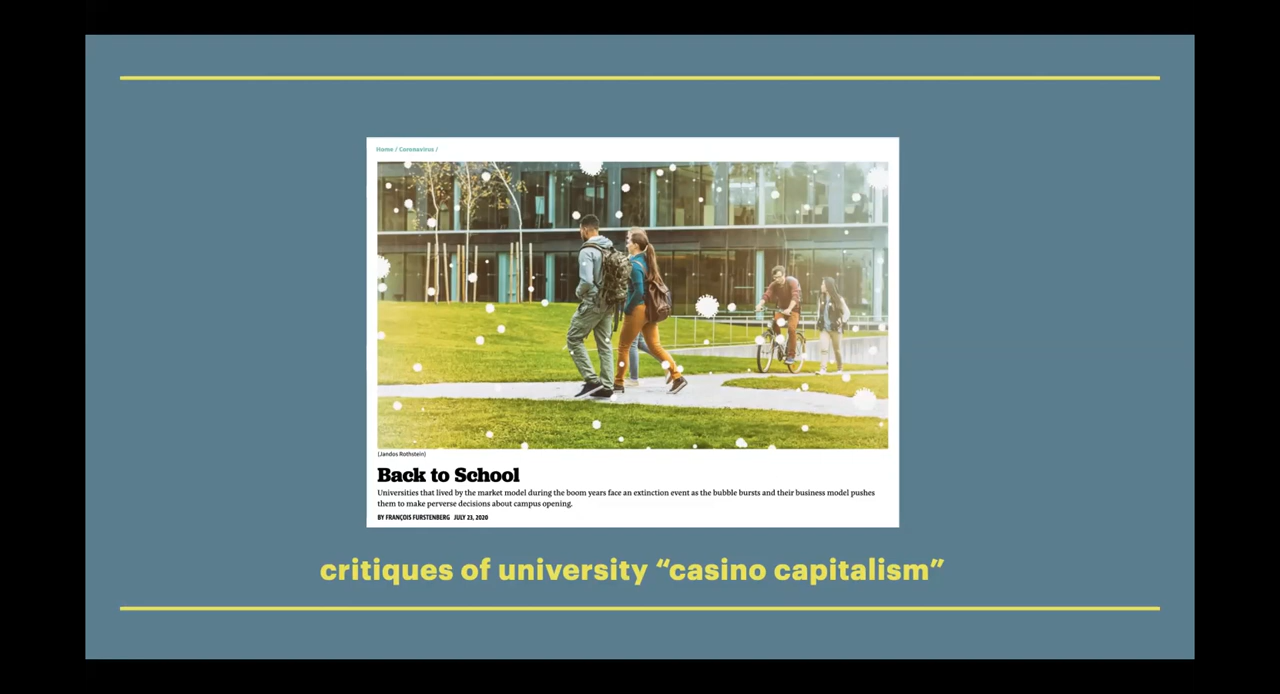 Home / Coronavirus /
(Jandos Rothstein)
Back to School
Universities that lived by the market model during the boom years face an extinction event as the bubble bursts and their business model pushes
them to make perverse decisions about campus opening.
BY FRANÇOIS FURSTENBERG   JULY 23, 2020
critiques of university “casino capitalism”